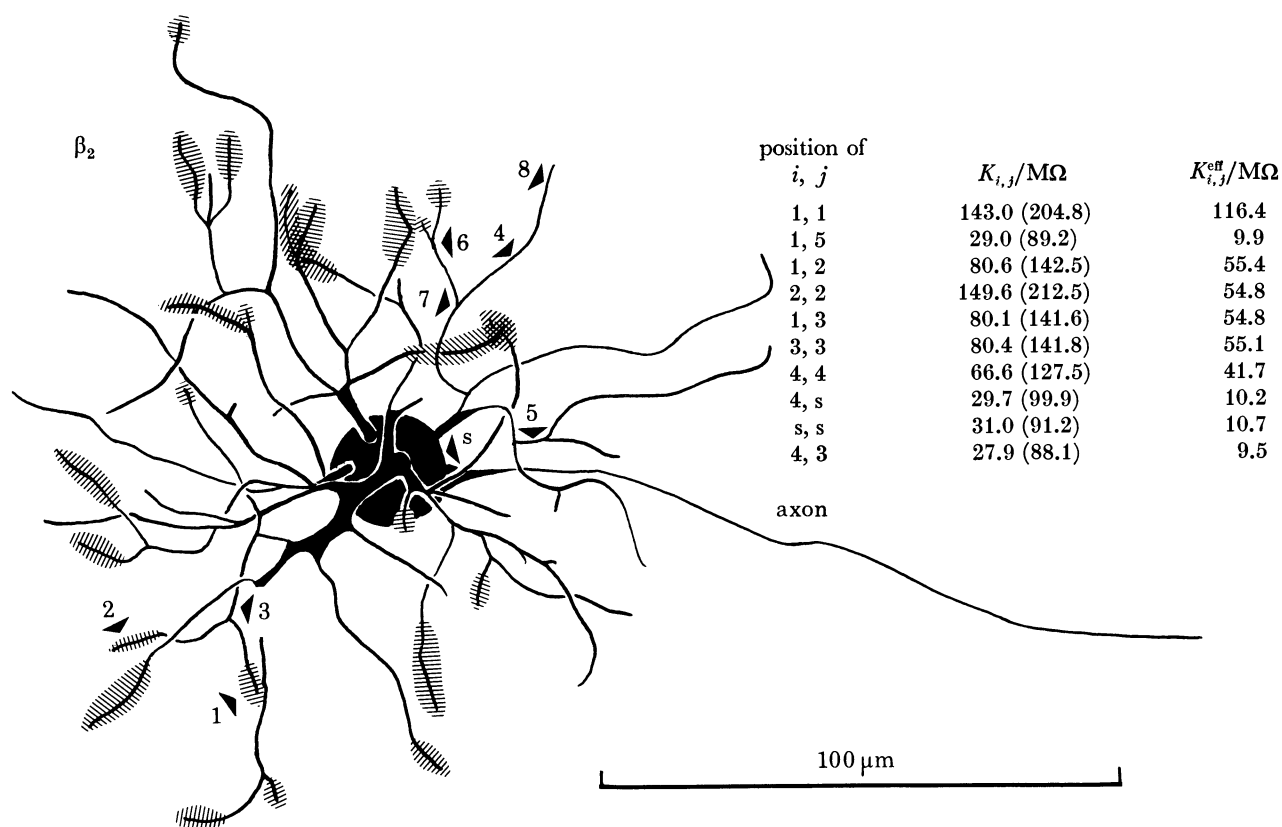 β₂
8
6
4
7
5
s
axon
3
2
1
100 μm
position of
i, j K_{i,j}/MΩ K^{eff}_{i,j}/MΩ
1, 1 143.0 (204.8) 116.4
1, 5 29.0 (89.2) 9.9
1, 2 80.6 (142.5) 55.4
2, 2 149.6 (212.5) 54.8
1, 3 80.1 (141.6) 54.8
3, 3 80.4 (141.8) 55.1
4, 4 66.6 (127.5) 41.7
4, s 29.7 (99.9) 10.2
s, s 31.0 (91.2) 10.7
4, 3 27.9 (88.1) 9.5